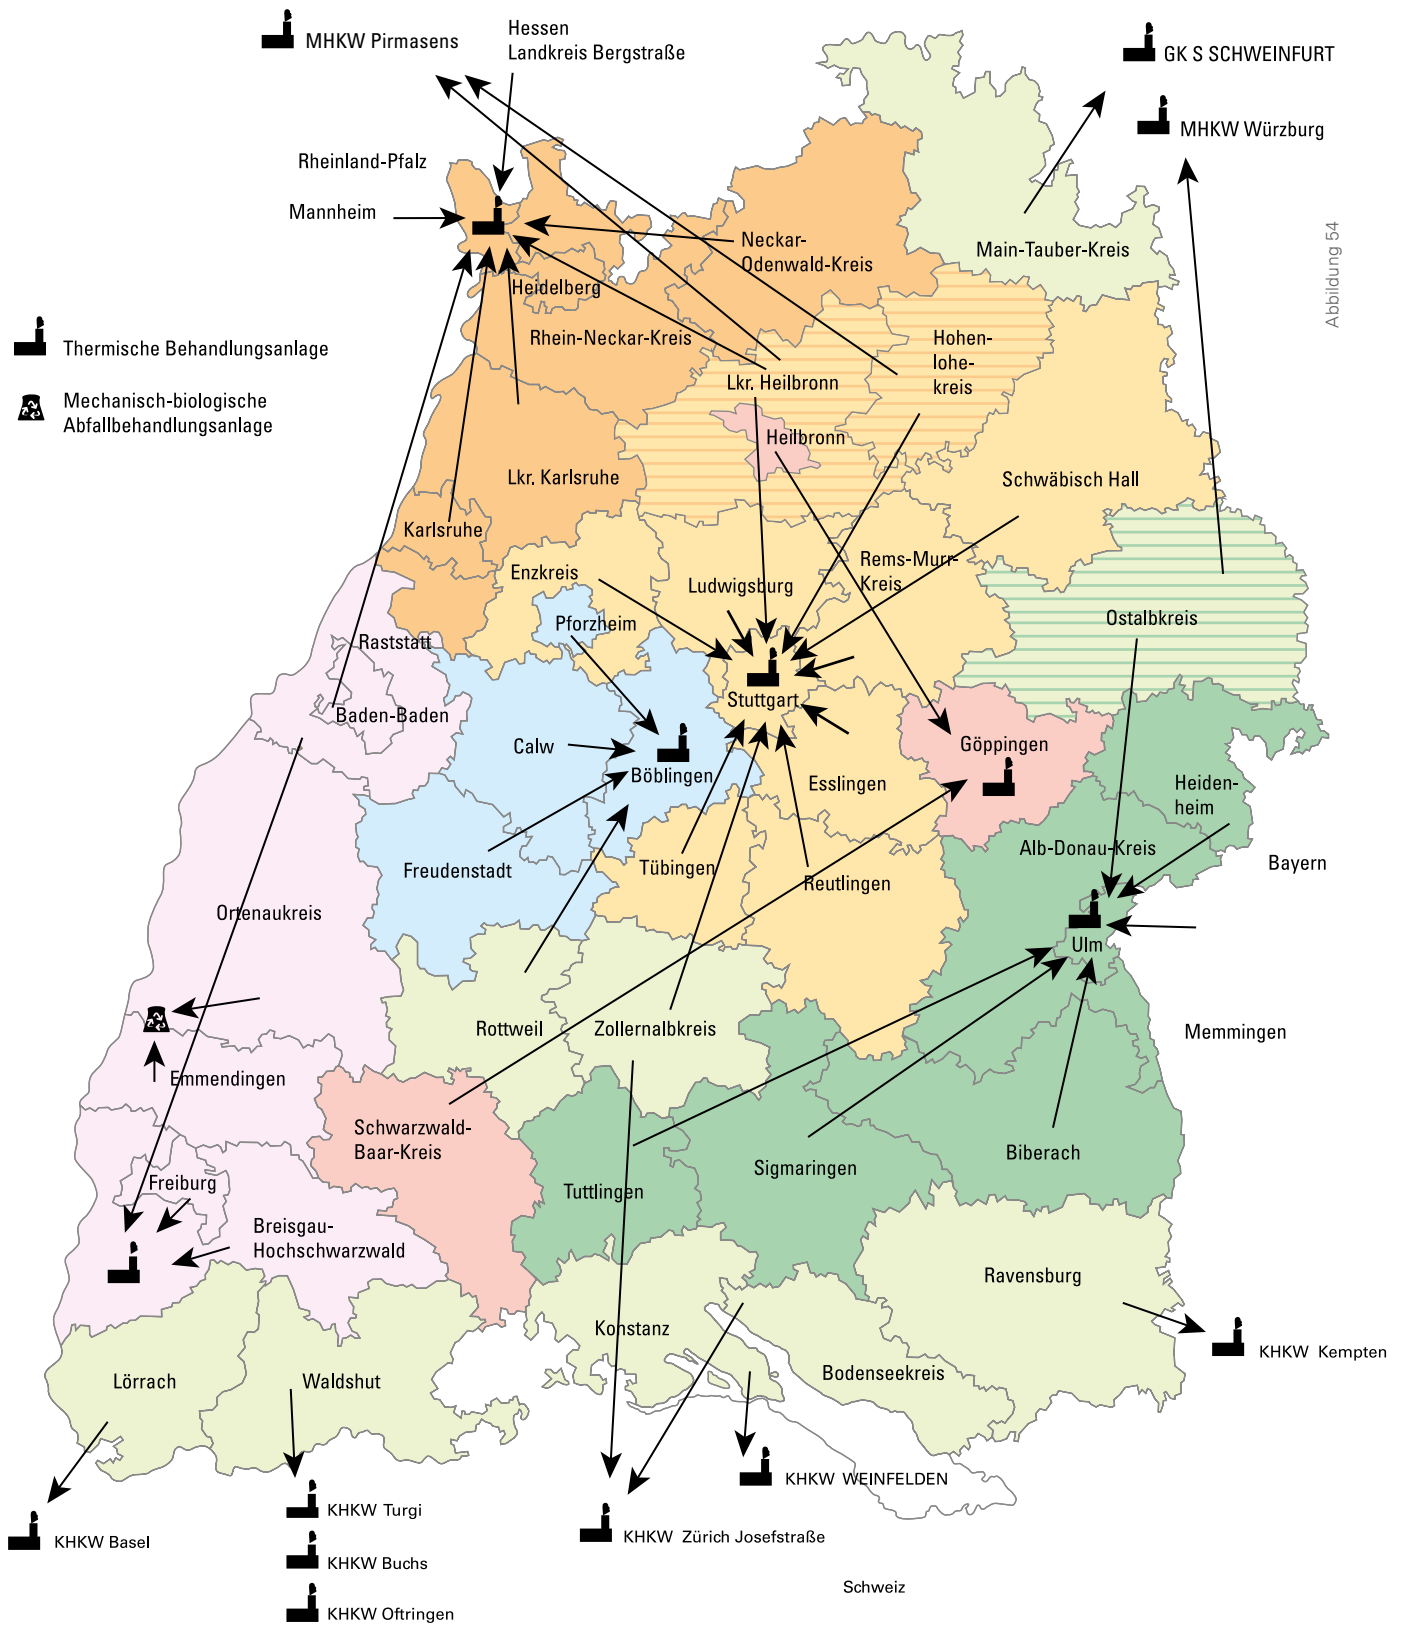 MHKW Pirmasens
Hessen
Landkreis Bergstraße
GK S SCHWEINFURT
MHKW Würzburg
Rheinland-Pfalz
Mannheim
Neckar-
Odenwald-Kreis
Main-Tauber-Kreis
Abbildung 54
Heidelberg
Thermische Behandlungsanlage
Rhein-Neckar-Kreis
Hohen-
lohe-
kreis
Lkr. Heilbronn
Mechanisch-biologische
Abfallbehandlungsanlage
Heilbronn
Lkr. Karlsruhe
Schwäbisch Hall
Karlsruhe
Enzkreis
Ludwigsburg
Rems-Murr-
Kreis
Pforzheim
Ostalbkreis
Raststatt
Baden-Baden
Stuttgart
Calw
Böblingen
Göppingen
Esslingen
Heiden-
heim
Freudenstadt
Tübingen
Reutlingen
Alb-Donau-Kreis
Bayern
Ortenaukreis
Ulm
Rottweil
Zollernalbkreis
Memmingen
Emmendingen
Schwarzwald-
Baar-Kreis
Biberach
Sigmaringen
Freiburg
Tuttlingen
Breisgau-
Hochschwarzwald
Ravensburg
Konstanz
KHKW Kempten
Lörrach
Waldshut
Bodenseekreis
KHKW WEINFELDEN
KHKW Turgi
KHKW Basel
KHKW Zürich Josefstraße
KHKW Buchs
Schweiz
KHKW Oftringen